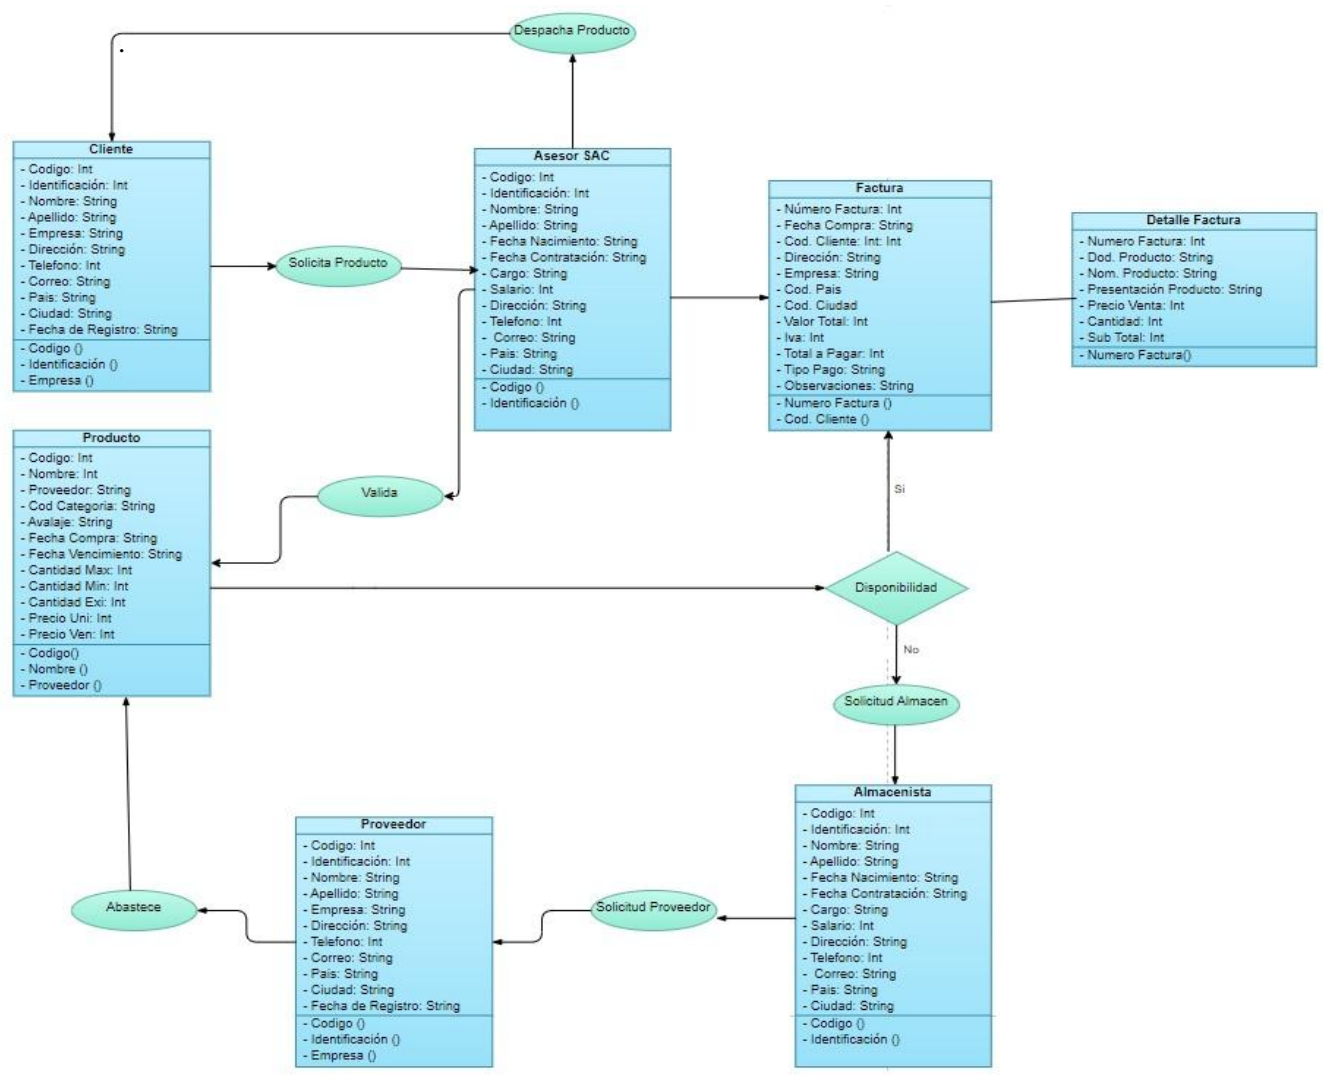 Despacha Producto
Cliente
- Codigo: Int
- Identificación: Int
- Nombre: String
- Apellido: String
- Empresa: String
- Dirección: String
- Telefono: Int
- Correo: String
- Pais: String
- Ciudad: String
- Fecha de Registro: String
- Codigo ()
- Identificación ()
- Empresa ()
Solicita Producto
Asesor SAC
- Codigo: Int
- Identificación: Int
- Nombre: String
- Apellido: String
- Fecha Nacimiento: String
- Fecha Contratación: String
- Cargo: String
- Salario: Int
- Dirección: String
- Telefono: Int
- Correo: String
- Pais: String
- Ciudad: String
- Codigo ()
- Identificación ()
Factura
- Número Factura: Int
- Fecha Compra: String
- Cod. Cliente: Int: Int
- Dirección: String
- Empresa: String
- Cod. Pais
- Cod. Ciudad
- Valor Total: Int
- Iva: Int
- Total a Pagar: Int
- Tipo Pago: String
- Observaciones: String
- Numero Factura ()
- Cod. Cliente ()
Detalle Factura
- Numero Factura: Int
- Dod. Producto: String
- Nom. Producto: String
- Presentación Producto: String
- Precio Venta: Int
- Cantidad: Int
- Sub Total: Int
- Numero Factura()
Producto
- Codigo: Int
- Nombre: Int
- Proveedor: String
- Cod Categoria: String
- Avalaje: String
- Fecha Compra: String
- Fecha Vencimiento: String
- Cantidad Max: Int
- Cantidad Min: Int
- Cantidad Exi: Int
- Precio Uni: Int
- Precio Ven: Int
- Codigo()
- Nombre ()
- Proveedor ()
Valida
Si
Disponibilidad
No
Solicitud Almacen
Almacenista
- Codigo: Int
- Identificación: Int
- Nombre: String
- Apellido: String
- Fecha Nacimiento: String
- Fecha Contratación: String
- Cargo: String
- Salario: Int
- Dirección: String
- Telefono: Int
- Correo: String
- Pais: String
- Ciudad: String
- Codigo ()
- Identificación ()
Solicitud Proveedor
Proveedor
- Codigo: Int
- Identificación: Int
- Nombre: String
- Apellido: String
- Empresa: String
- Dirección: String
- Telefono: Int
- Correo: String
- Pais: String
- Ciudad: String
- Fecha de Registro: String
- Codigo ()
- Identificación ()
- Empresa ()
Abastece